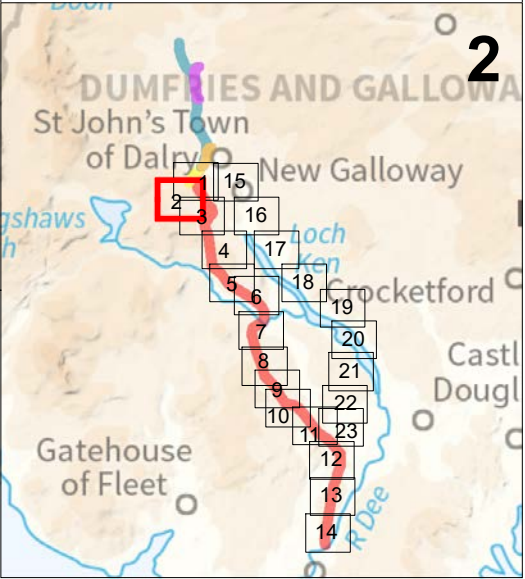 Doon
2
DUMFRIES AND GALLOWA
St John's Town
of Dalry
1
15
New Galloway
2
3
16
gshaws
h
Loch
Ken
4
17
5
18
6
Crocketford
19
7
20
8
21
Castl
Dougl
9
22
10
11
23
Gatehouse
of Fleet
12
13
R Dee
14